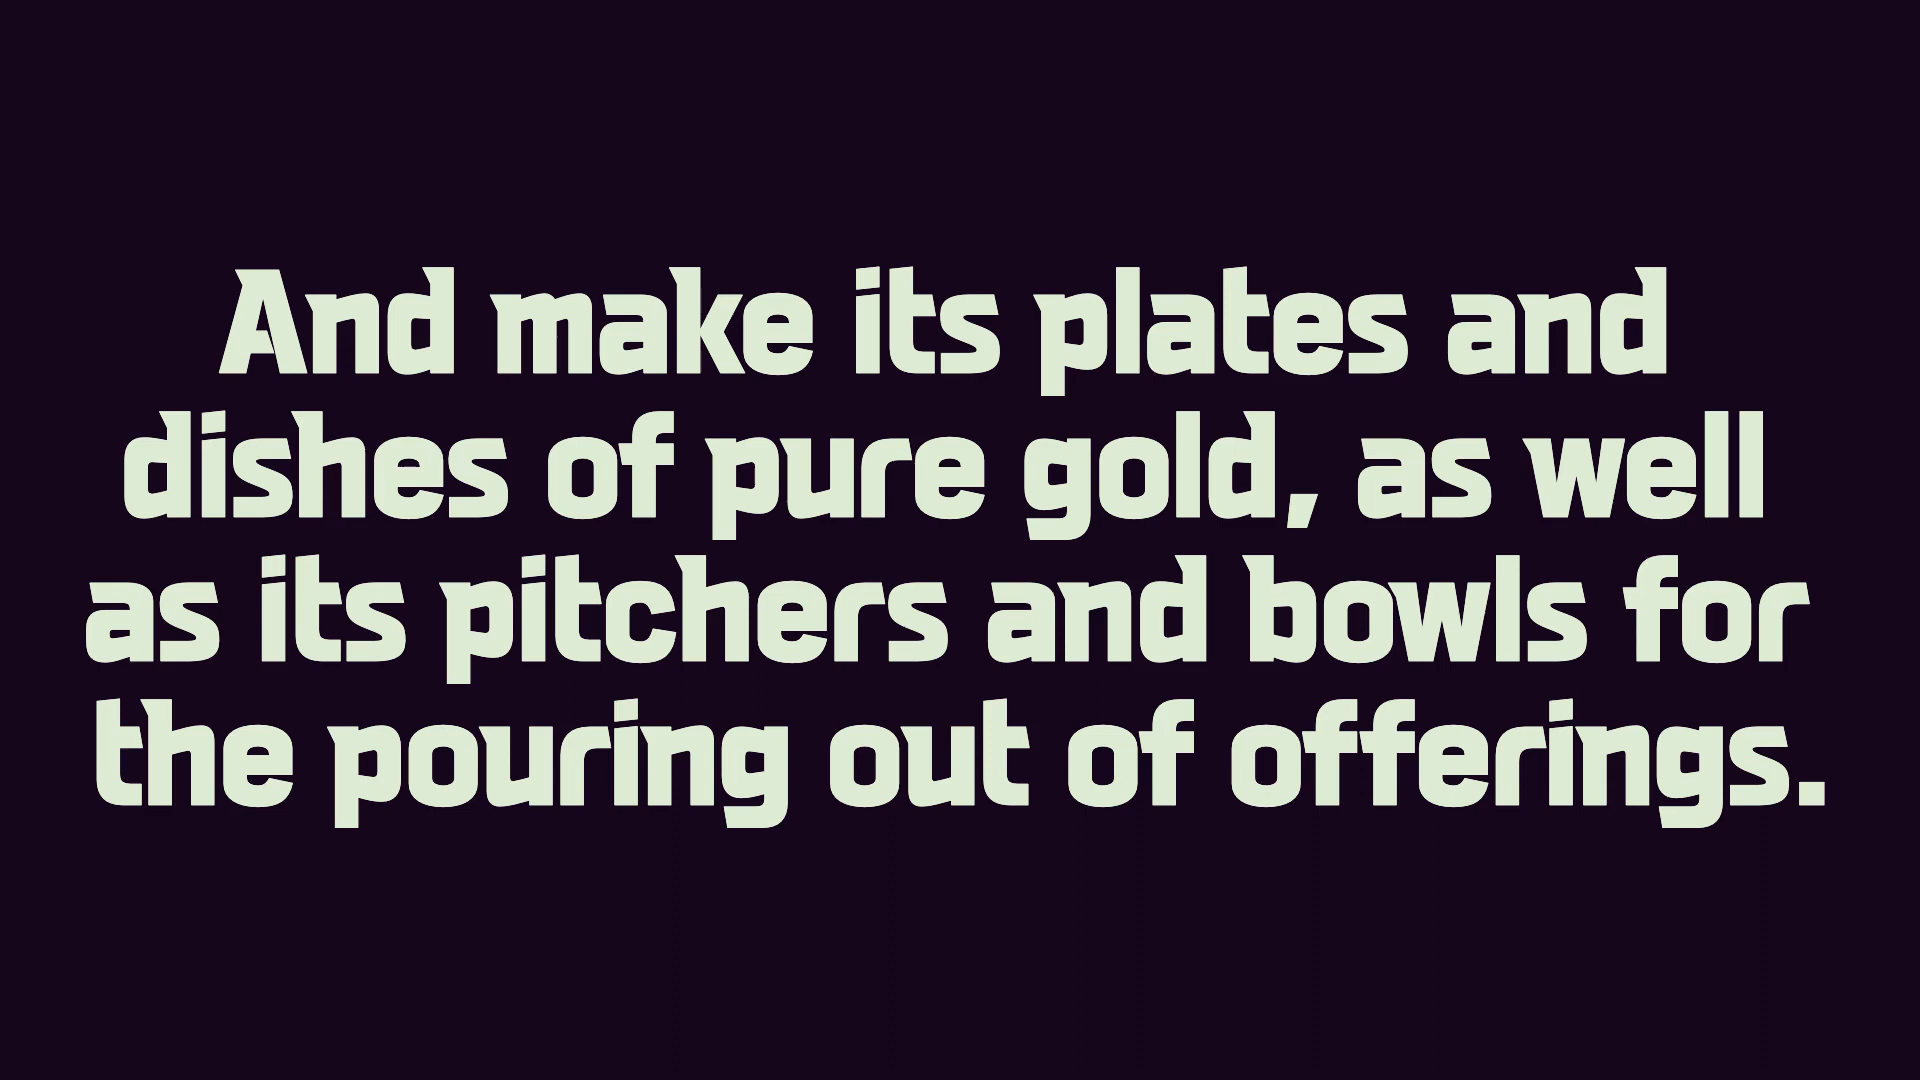 And make its plates and
dishes of pure gold, as well
as its pitchers and bowls for
the pouring out of offerings.